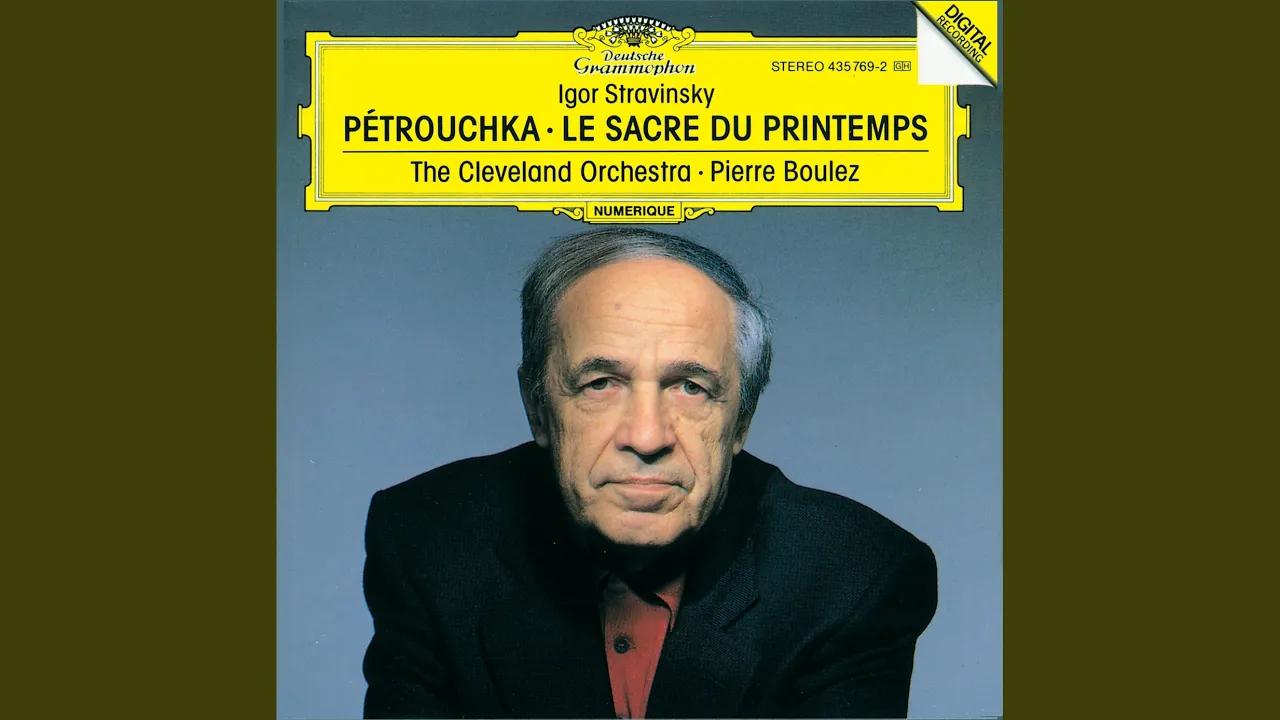 DIGITAL
RECORDING
Deutsche
Grammophon
STEREO 435 769-2 GH
Igor Stravinsky
PÉTROUCHKA · LE SACRE DU PRINTEMPS
The Cleveland Orchestra · Pierre Boulez
NUMERIQUE